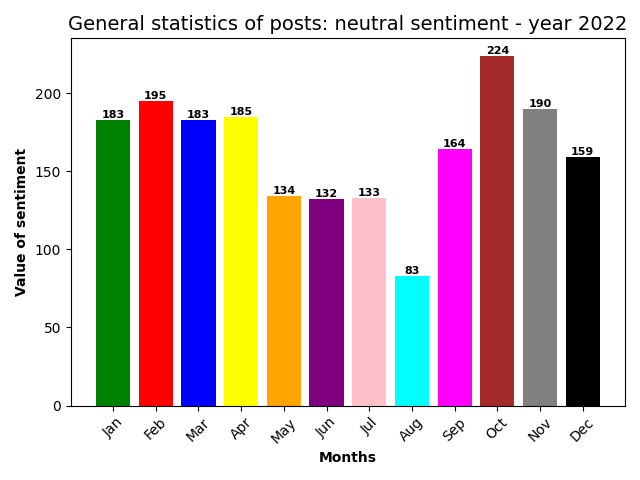 General statistics of posts: neutral sentiment - year 2022
Value of sentiment
200
150
100
50
0
183
195
183
185
134
132
133
83
164
224
190
159
Jan
Feb
Mar
Apr
May
Jun
Jul
Aug
Sep
Oct
Nov
Dec
Months